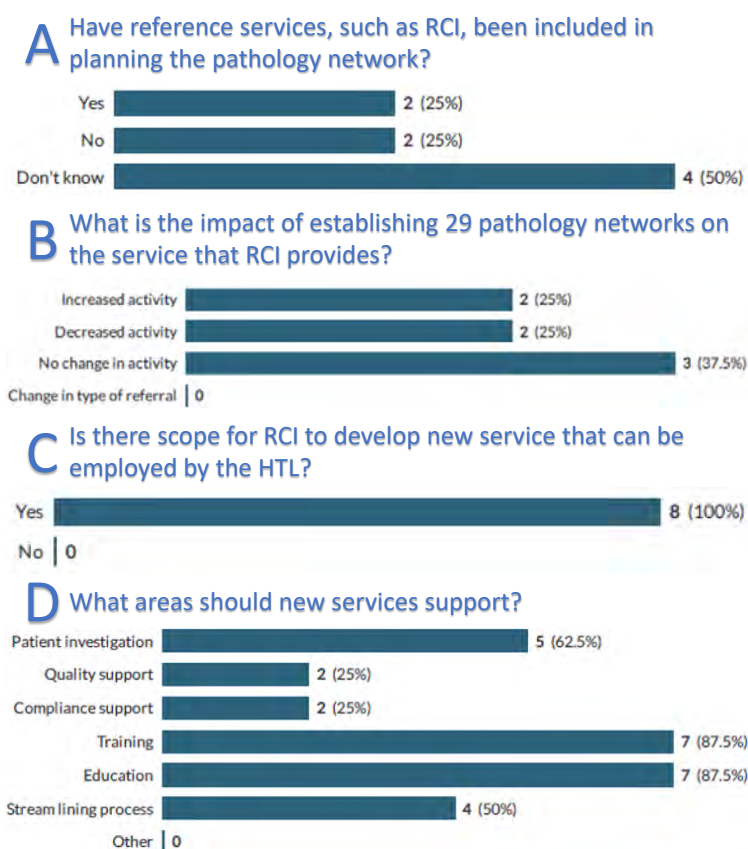 A Have reference services, such as RCI, been included in
planning the pathology network?
Yes 2 (25%)
No 2 (25%)
Don't know 4 (50%)
B What is the impact of establishing 29 pathology networks on
the service that RCI provides?
Increased activity 2 (25%)
Decreased activity 2 (25%)
No change in activity 3 (37.5%)
Change in type of referral 0
C Is there scope for RCI to develop new service that can be
employed by the HTL?
Yes 8 (100%)
No 0
D What areas should new services support?
Patient investigation 5 (62.5%)
Quality support 2 (25%)
Compliance support 2 (25%)
Training 7 (87.5%)
Education 7 (87.5%)
Stream lining process 4 (50%)
Other 0